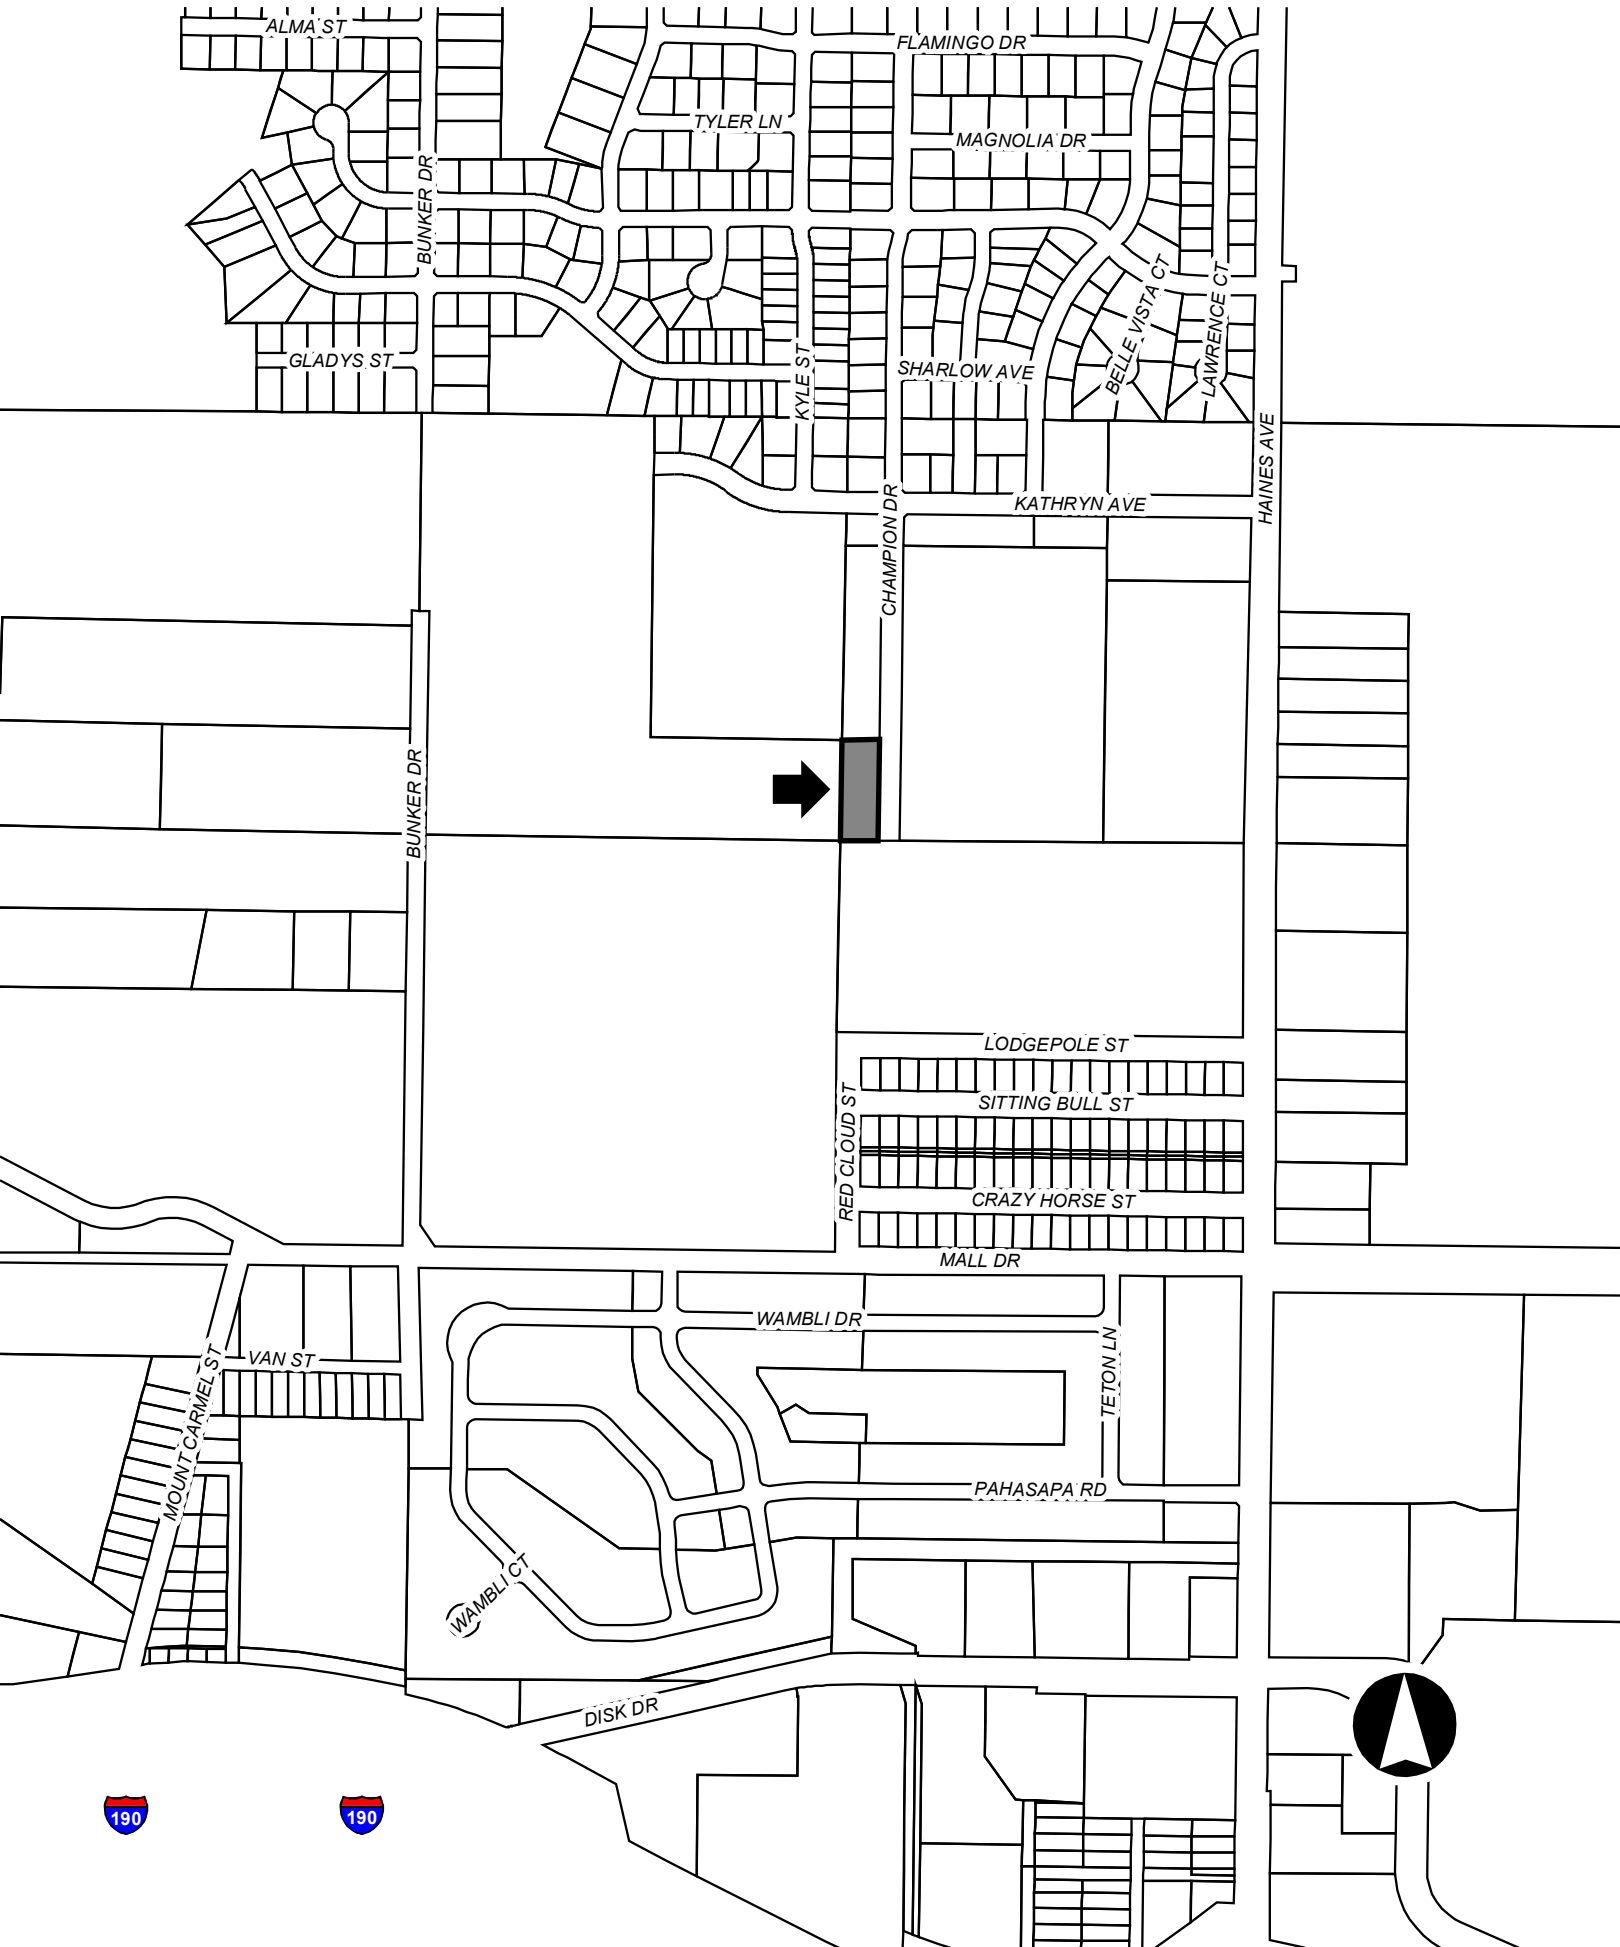 ALMA ST
FLAMINGO DR
TYLER LN
MAGNOLIA DR
BUNKER DR
BELLE VISTA CT
LAWRENCE CT
GLADYS ST
KYLE ST
SHARLOW AVE
HAINES AVE
KATHRYN AVE
CHAMPION DR
BUNKER DR
LODGEPOLE ST
SITTING BULL ST
RED CLOUD ST
CRAZY HORSE ST
MALL DR
WAMBLI DR
VAN ST
TETON LN
MOUNT CARMEL ST
PAHASAPA RD
WAMBLI CT
DISK DR
190
190